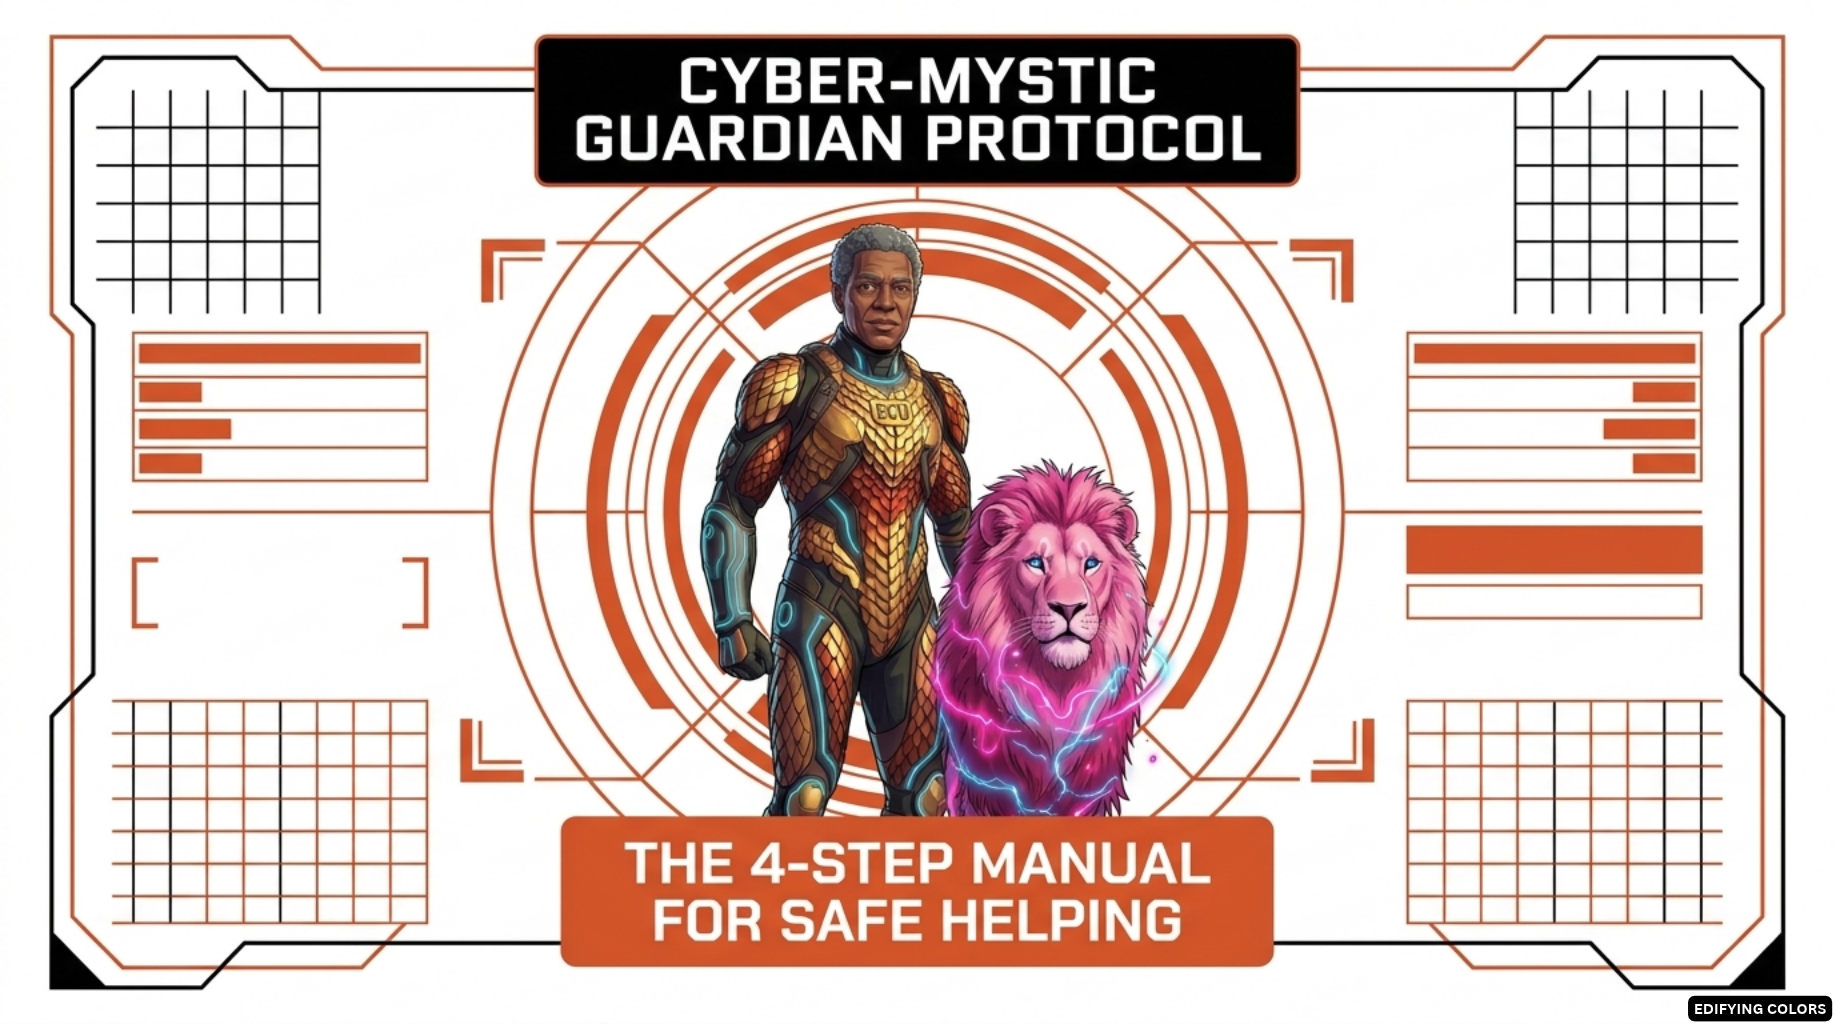 CYBER-MYSTIC
GUARDIAN PROTOCOL
ECU
THE 4-STEP MANUAL
FOR SAFE HELPING
EDIFYING COLORS